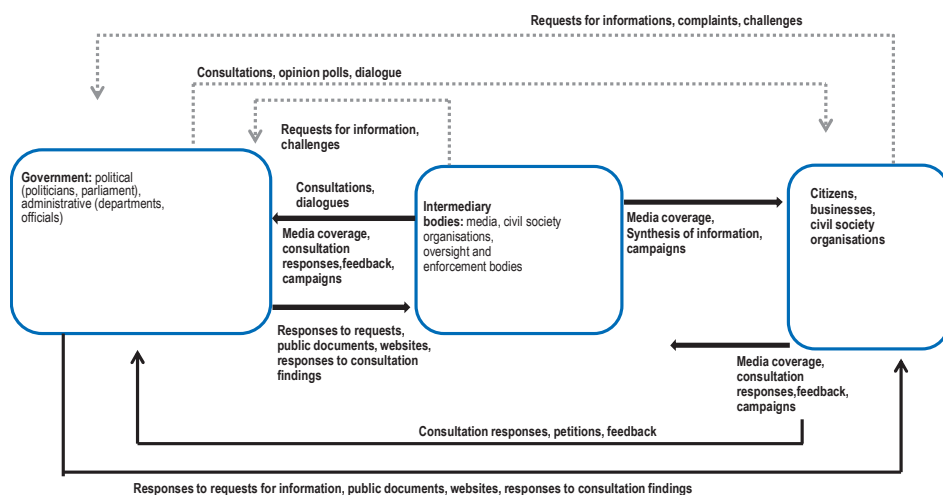 Requests for informations, complaints, challenges
Consultations, opinion polls, dialogue
Requests for information,
challenges
Government: political
(politicians, parliament),
administrative (departments,
officials)
Consultations,
dialogues
Media coverage,
consultation
responses,feedback,
campaigns
Responses to requests,
public documents, websites,
responses to consultation
findings
Intermediary
bodies: media, civil society
organisations,
oversight and
enforcement bodies
Media coverage,
Synthesis of information,
campaigns
Citizens,
businesses,
civil society
organisations
Media coverage,
consultation
responses,feedback,
campaigns
Consultation responses, petitions, feedback
Responses to requests for information, public documents, websites, responses to consultation findings